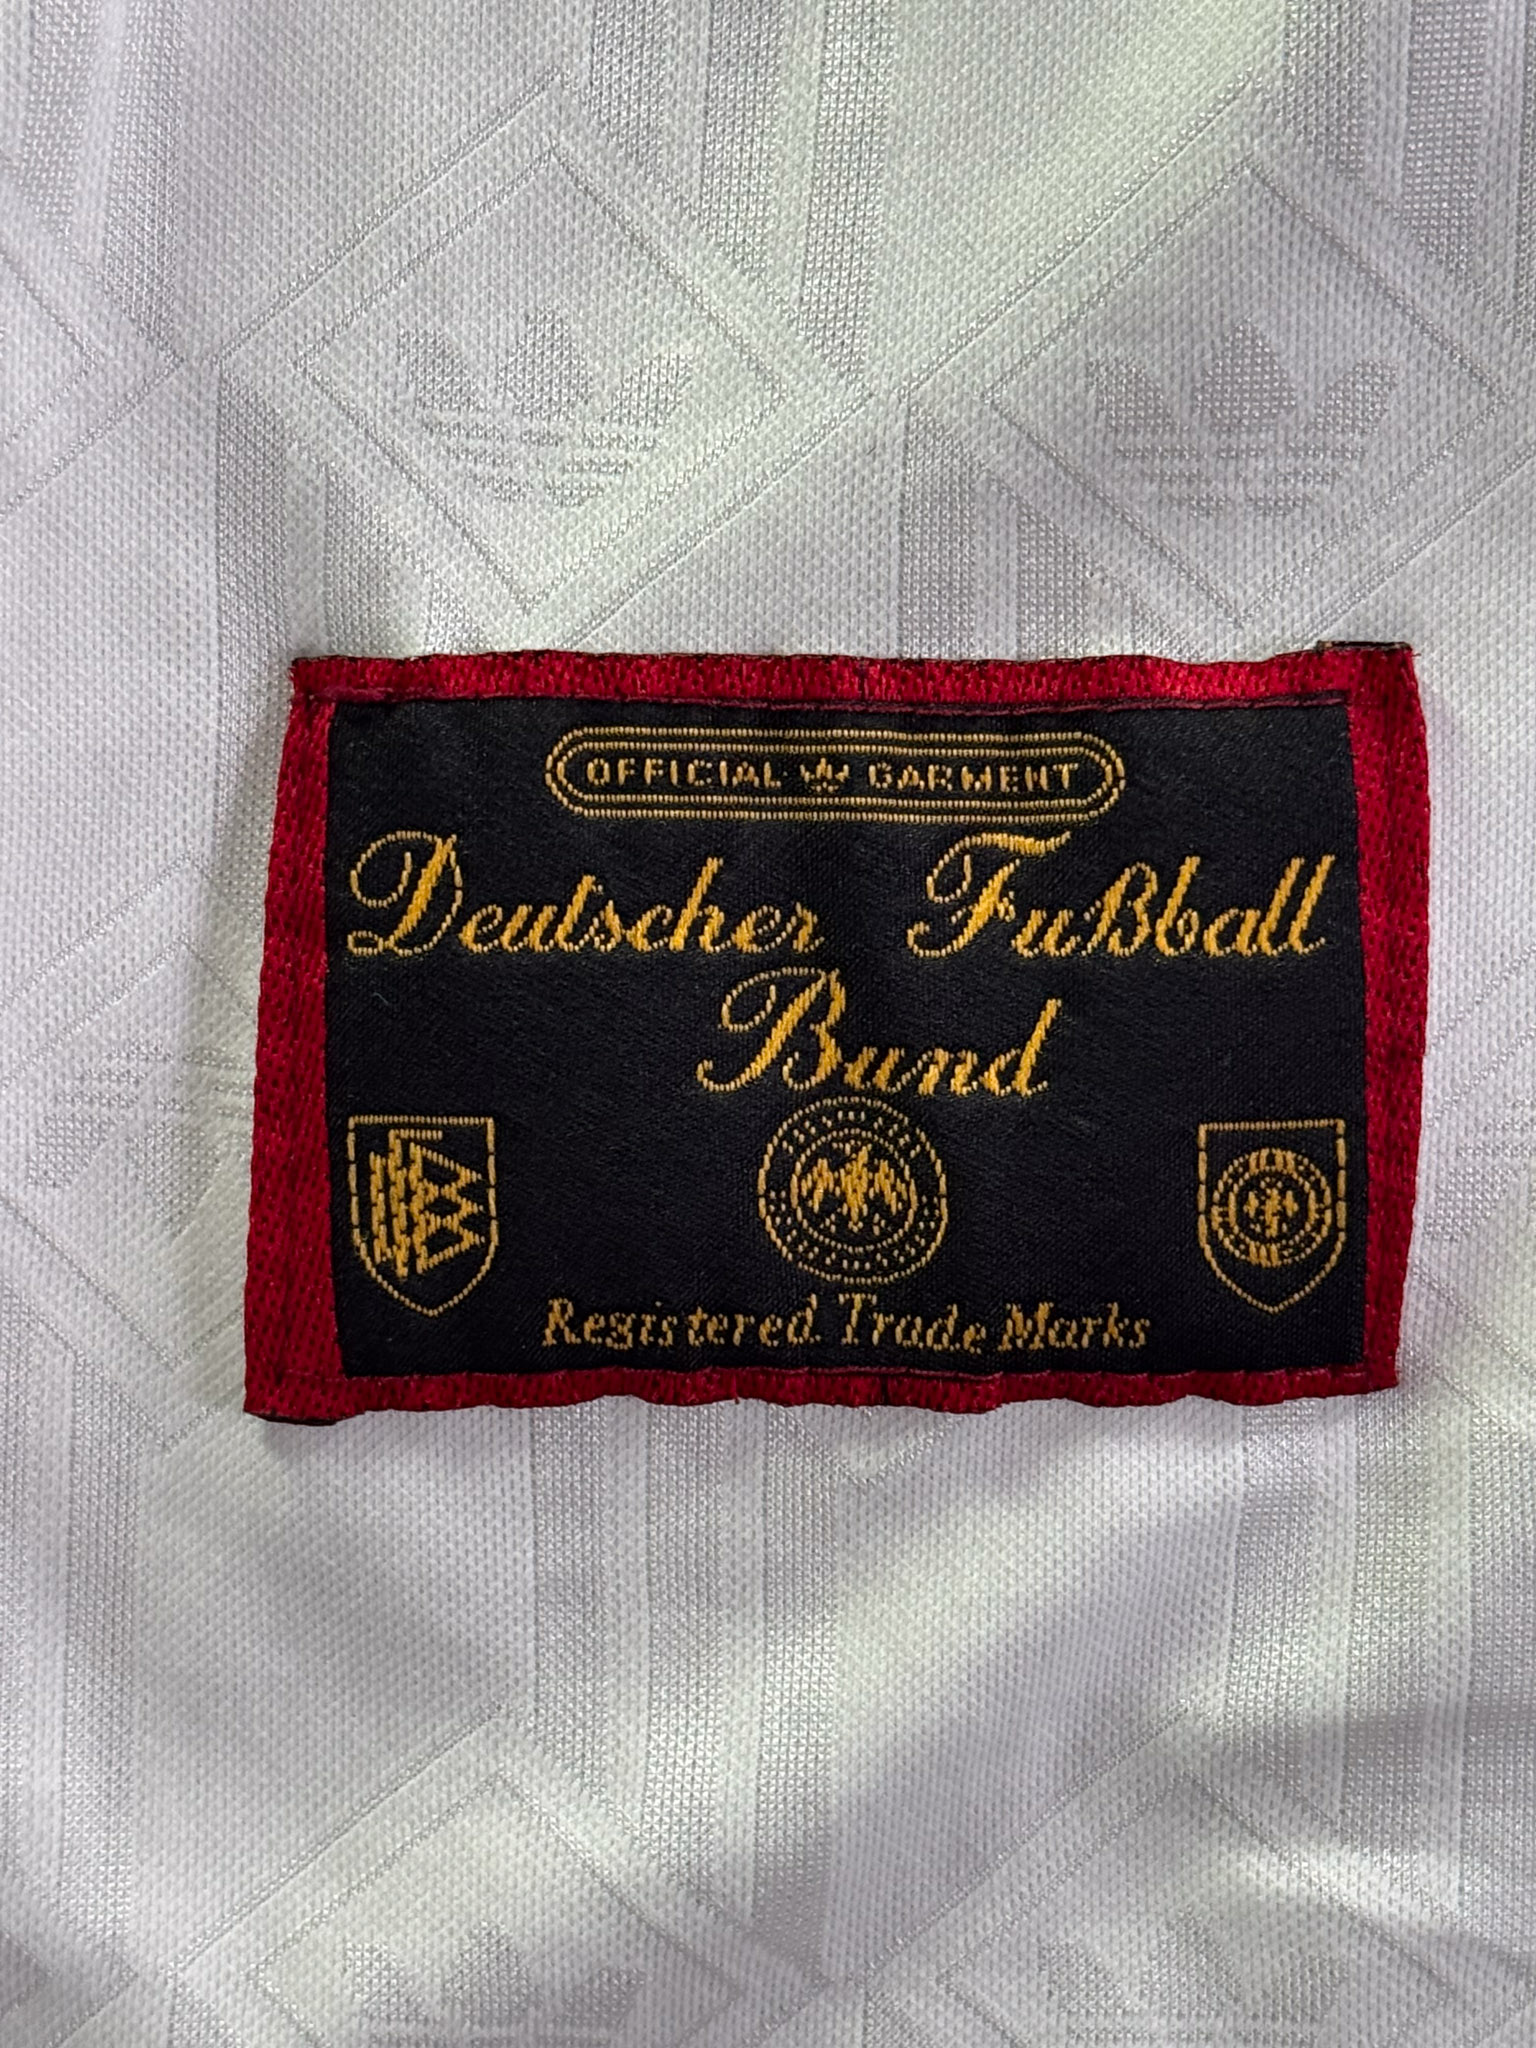 OFFICIAL GARMENT
Deutscher Fußball
Bund
Registered Trade Marks